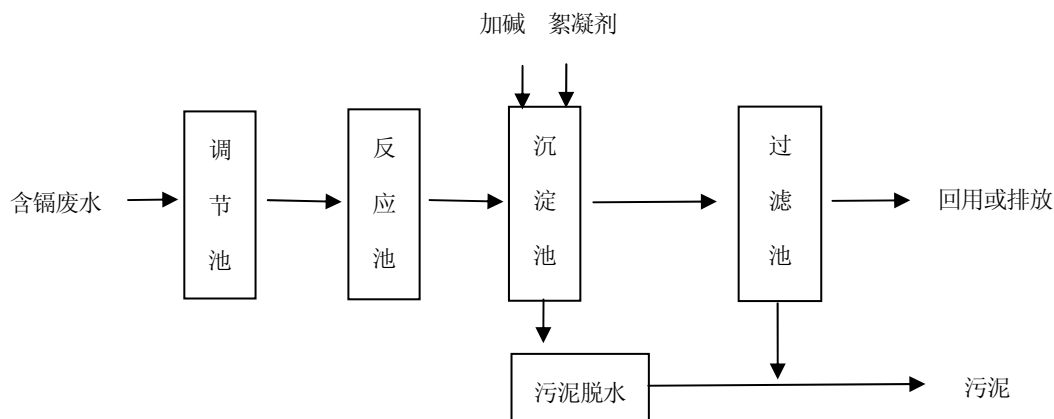 加碱 絮凝剂
含镉废水
调节池
反应池
沉淀池
过滤池
回用或排放
污泥脱水
污泥